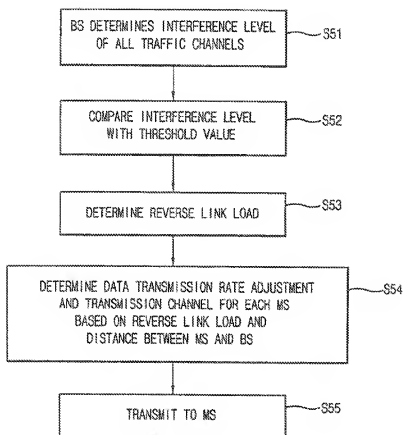 BS DETERMINES INTERFERENCE LEVEL
OF ALL TRAFFIC CHANNELS
S51
COMPARE INTERFERENCE LEVEL
WITH THRESHOLD VALUE
S52
DETERMINE REVERSE LINK LOAD
S53
DETERMINE DATA TRANSMISSION RATE ADJUSTMENT
AND TRANSMISSION CHANNEL FOR EACH MS
BASED ON REVERSE LINK LOAD AND
DISTANCE BETWEEN MS AND BS
S54
TRANSMIT TO MS
S55